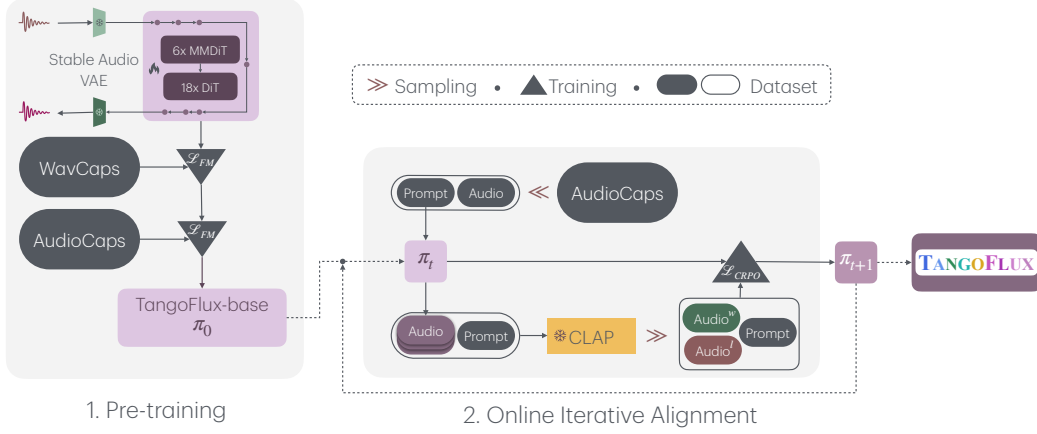 Stable Audio
VAE
6x MMDiT
18x DiT
WavCaps
ℒFM
AudioCaps
ℒFM
TangoFlux-base
π0
1. Pre-training
Sampling • Training • Dataset
Prompt Audio
AudioCaps
πt
ℒCRPO
πt+1
TANGOFLUX
Audio Prompt
CLAP
Audioʷ
Audioˡ
Prompt
2. Online Iterative Alignment